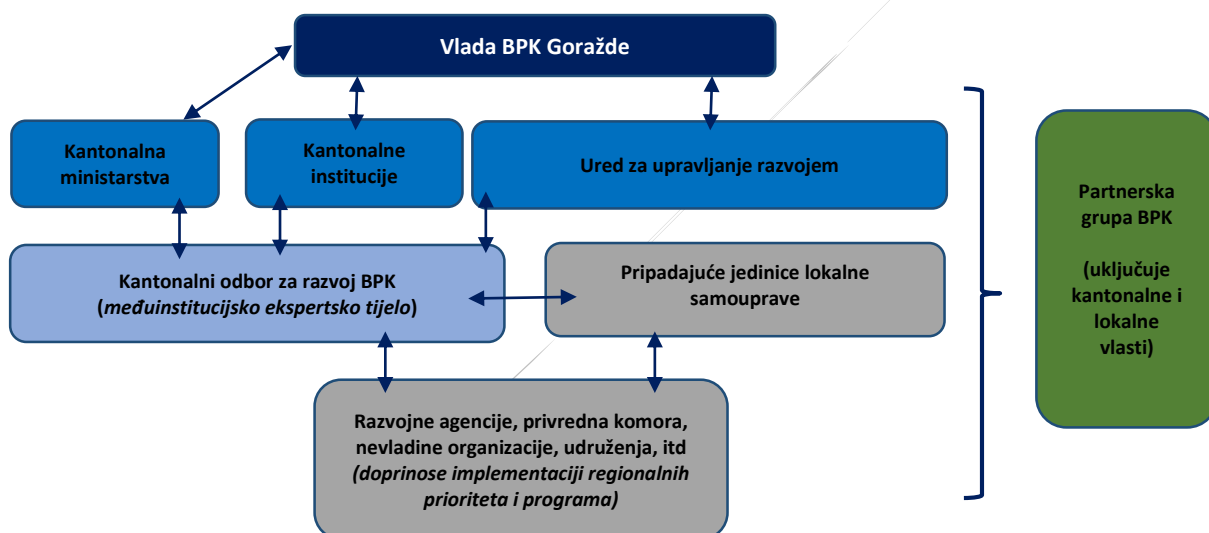 Vlada BPK Goražde
Kantonalna
ministarstva
Kantonalne
institucije
Ured za upravljanje razvojem
Kantonalni odbor za razvoj BPK
(međuinstitucijsko ekspertsko tijelo)
Pripadajuće jedinice lokalne
samouprave
Razvojne agencije, privredna komora,
nevladine organizacije, udruženja, itd
(doprinose implementaciji regionalnih
prioriteta i programa)
Partnerska
grupa BPK
(uključuje
kantonalne i
lokalne
vlasti)